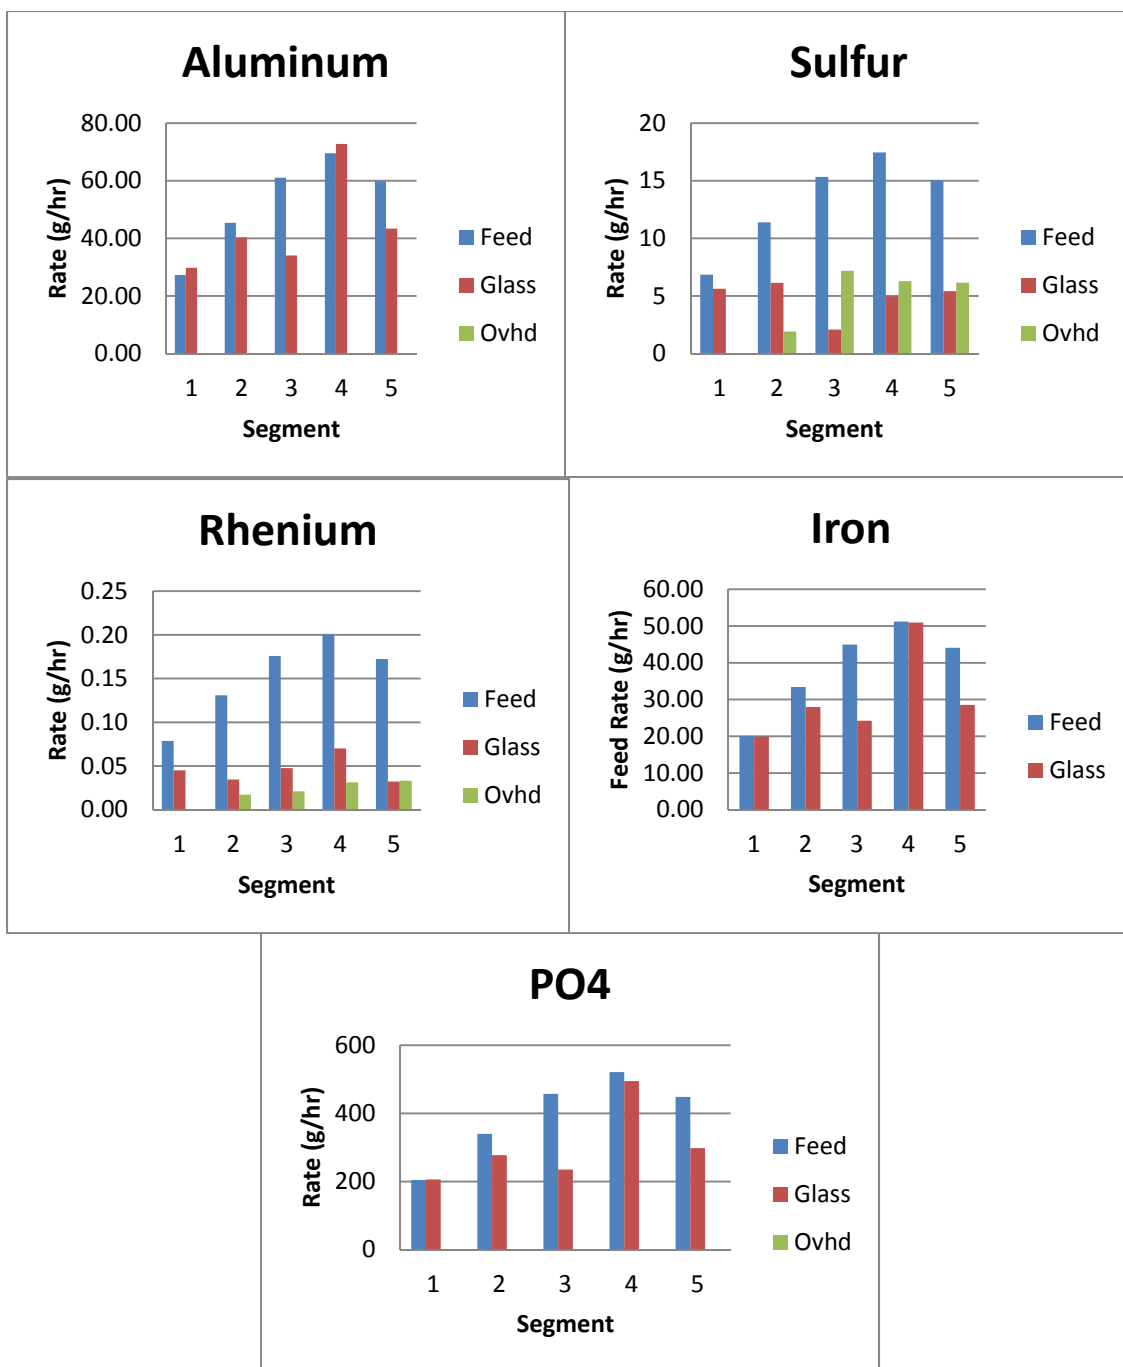 Aluminum
80.00
60.00
40.00
20.00
0.00
Rate (g/hr)
1 2 3 4 5
Segment
Feed
Glass
Ovhd
Sulfur
20
15
10
5
0
Rate (g/hr)
1 2 3 4 5
Segment
Feed
Glass
Ovhd
Rhenium
0.25
0.20
0.15
0.10
0.05
0.00
Rate (g/hr)
1 2 3 4 5
Segment
Feed
Glass
Ovhd
Iron
60.00
50.00
40.00
30.00
20.00
10.00
0.00
Feed Rate (g/hr)
1 2 3 4 5
Segment
Feed
Glass
PO4
600
400
200
0
Rate (g/hr)
1 2 3 4 5
Segment
Feed
Glass
Ovhd